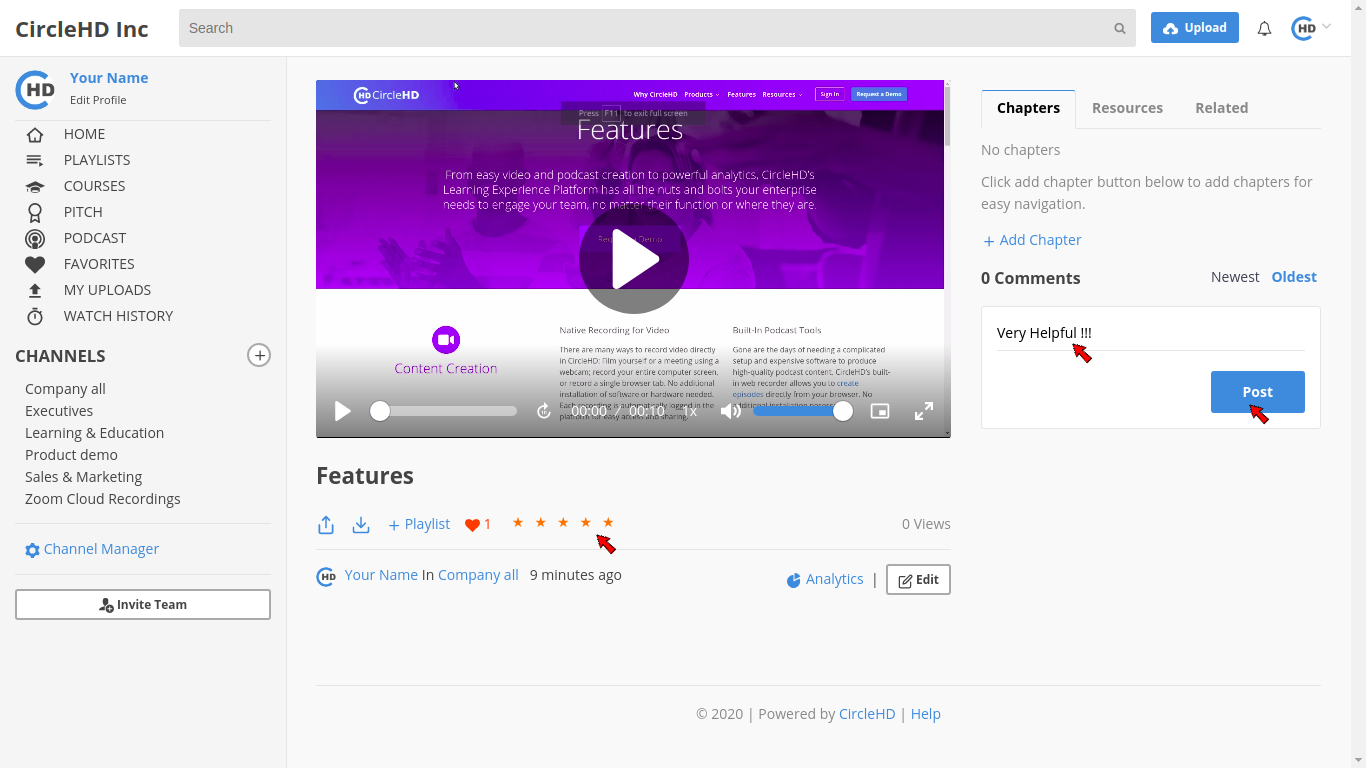 CircleHD Inc
Search
Upload
HD
HD
Your Name
Edit Profile
HOME
PLAYLISTS
COURSES
PITCH
PODCAST
FAVORITES
MY UPLOADS
WATCH HISTORY
CHANNELS
Company all
Executives
Learning & Education
Product demo
Sales & Marketing
Zoom Cloud Recordings
Channel Manager
Invite Team
HD CircleHD
Why CircleHD Products Features Resources Sign In Request a Demo
Press F11 to exit full screen
Features
From easy video and podcast creation to powerful analytics, CircleHD's
Learning Experience Platform has all the nuts and bolts your enterprise
needs to engage your team, no matter their function or where they are.
Demo
Content Creation
Native Recording for Video
There are many ways to record video directly
in CircleHD: Film yourself or a meeting using a
webcam; record your entire computer screen,
or record a single browser tab. No additional
installation of software or hardware needed.
Each recording is automatically logged in the
platform for easy access and sharing.
Built-In Podcast Tools
Gone are the days of needing a complicated
setup and expensive software to produce
high-quality podcast content. CircleHD's built-
in web recorder allows you to create
episodes directly from your browser. No
additional installation
00:00 / 00:10 1x
Features
+ Playlist 1 ★ ★ ★ ★ ★ 0 Views
HD Your Name In Company all 9 minutes ago
Analytics | Edit
Chapters Resources Related
No chapters
Click add chapter button below to add chapters for
easy navigation.
+ Add Chapter
0 Comments Newest Oldest
Very Helpful !!!
Post
© 2020 | Powered by CircleHD | Help